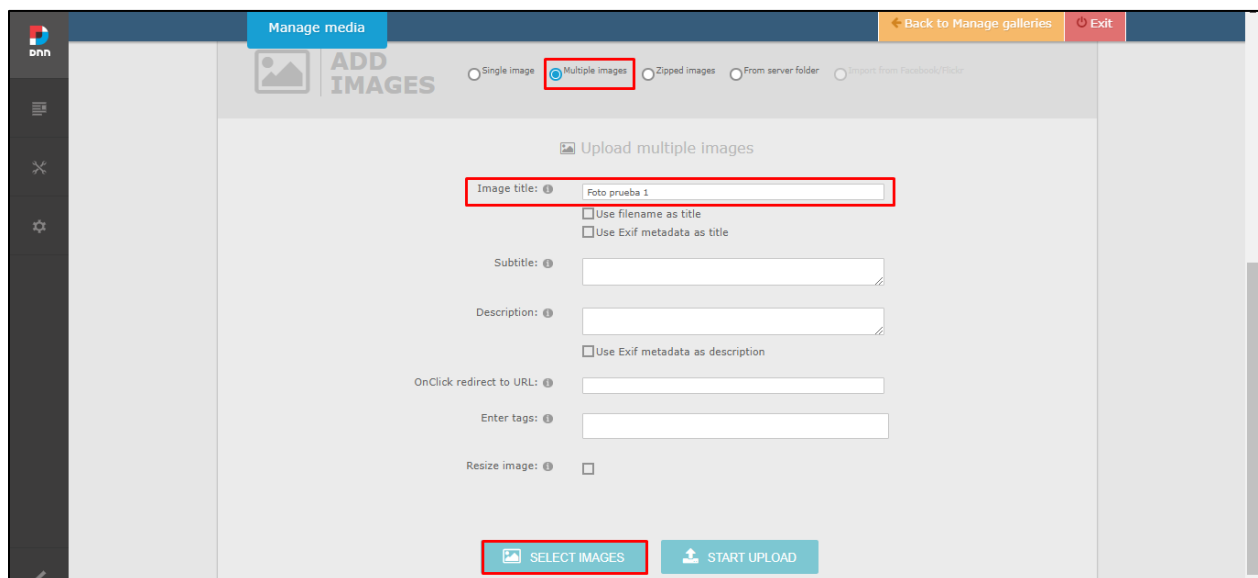 Manage media
Back to Manage galleries
Exit
DNN
ADD
IMAGES
Single image
Multiple images
Zipped images
From server folder
Import from Facebook/Flickr
Upload multiple images
Image title:
Foto prueba 1
Use filename as title
Use Exif metadata as title
Subtitle:
Description:
Use Exif metadata as description
OnClick redirect to URL:
Enter tags:
Resize image:
SELECT IMAGES
START UPLOAD